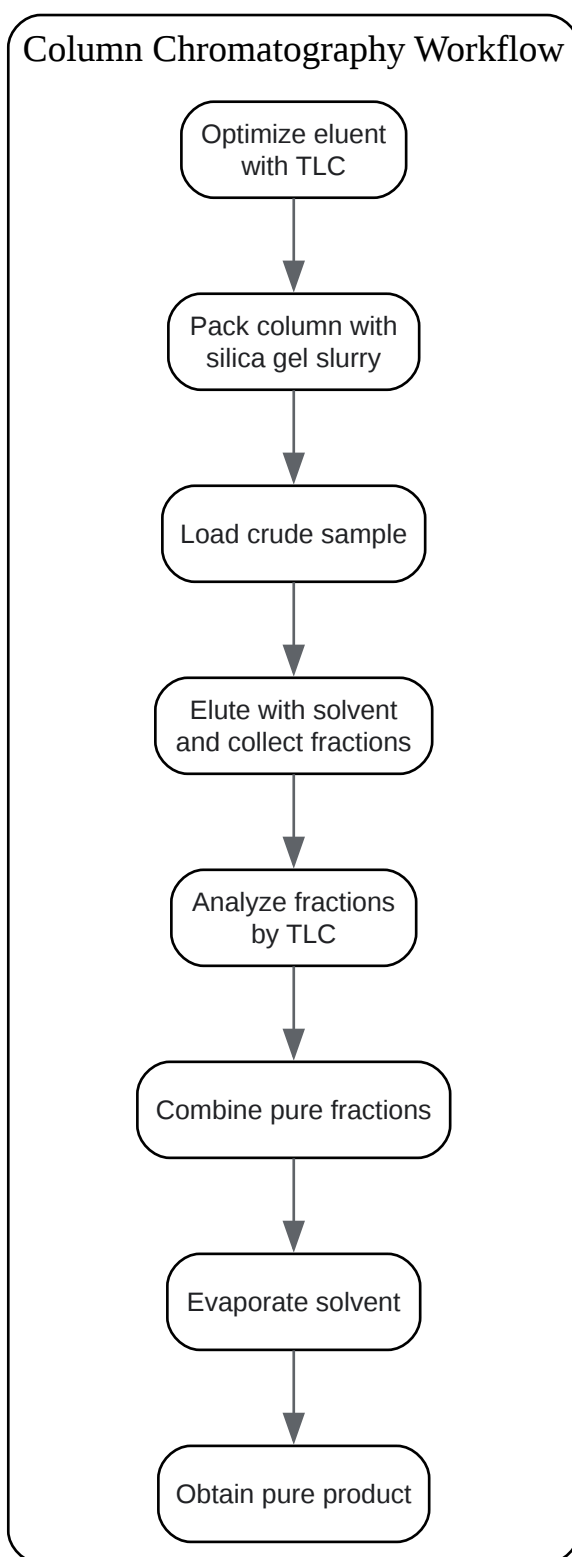 Column Chromatography Workflow
Optimize eluent
with TLC
Pack column with
silica gel slurry
Load crude sample
Elute with solvent
and collect fractions
Analyze fractions
by TLC
Combine pure fractions
Evaporate solvent
Obtain pure product